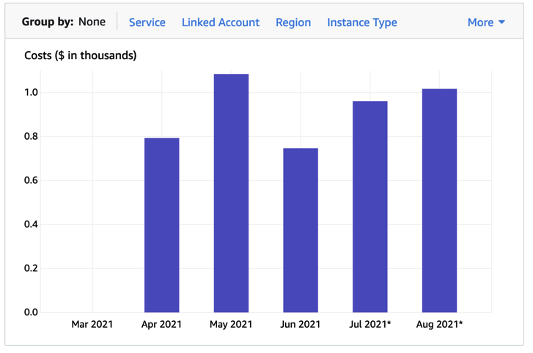 Group by: None Service Linked Account Region Instance Type More
Costs ($ in thousands)
1.0
0.8
0.6
0.4
0.2
0.0
Mar 2021 Apr 2021 May 2021 Jun 2021 Jul 2021* Aug 2021*